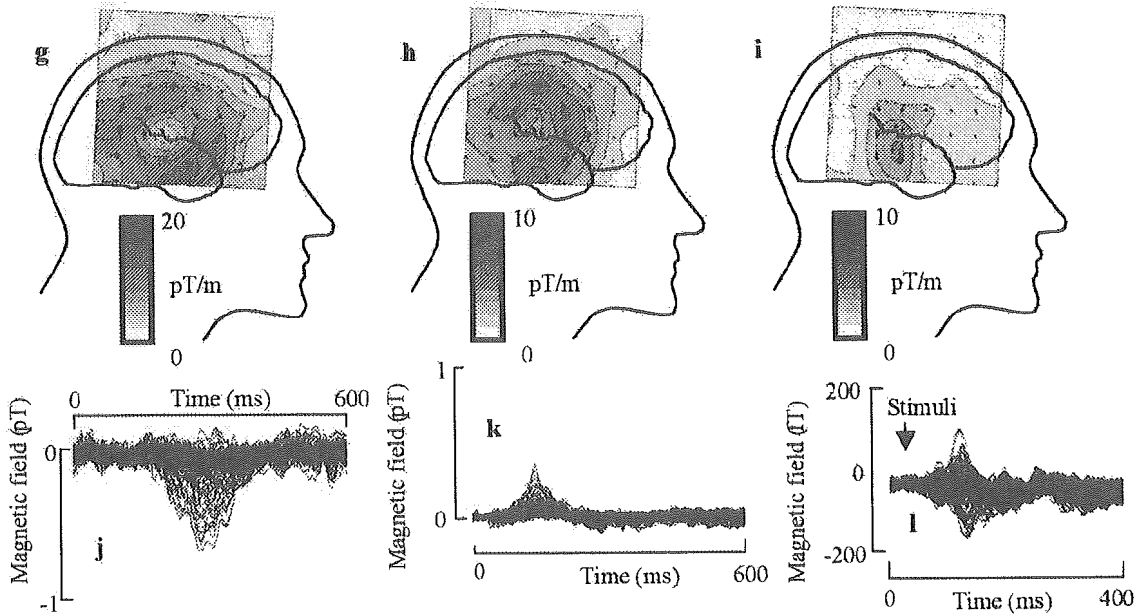 g
h
i
20
pT/m
0
10
pT/m
0
10
pT/m
0
0
Time (ms)
600
Magnetic field (pT)
0
-1
j
1
0
Magnetic field (pT)
k
0
Time (ms)
600
200
0
-200
Magnetic field (fT)
Stimuli
l
0
Time (ms)
400